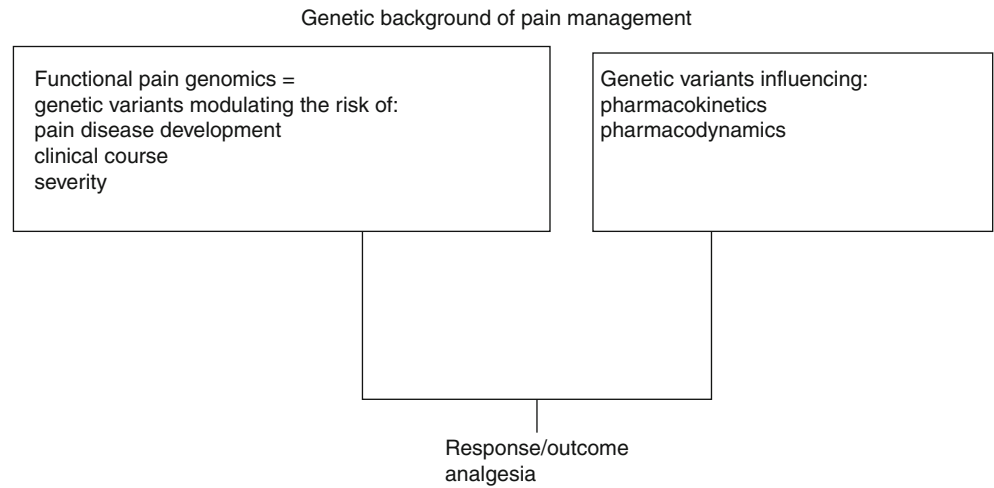 Genetic background of pain management
Functional pain genomics =
genetic variants modulating the risk of:
pain disease development
clinical course
severity
Genetic variants influencing:
pharmacokinetics
pharmacodynamics
Response/outcome
analgesia